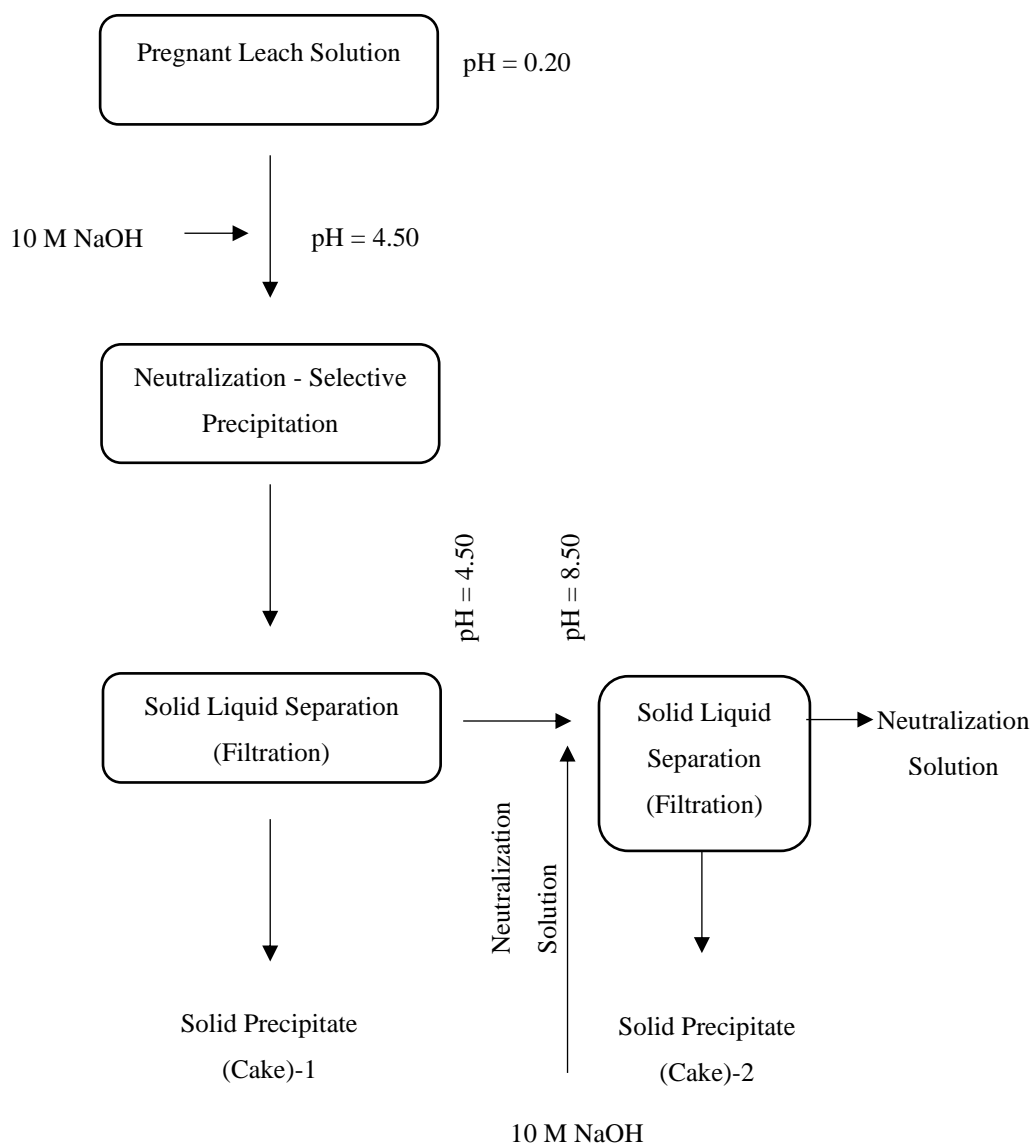 Pregnant Leach Solution
pH = 0.20
10 M NaOH
pH = 4.50
Neutralization - Selective
Precipitation
pH = 4.50
pH = 8.50
Solid Liquid Separation
(Filtration)
Solid Liquid
Separation
(Filtration)
Neutralization
Solution
Neutralization
Solution
Solid Precipitate
(Cake)-1
Solid Precipitate
(Cake)-2
10 M NaOH